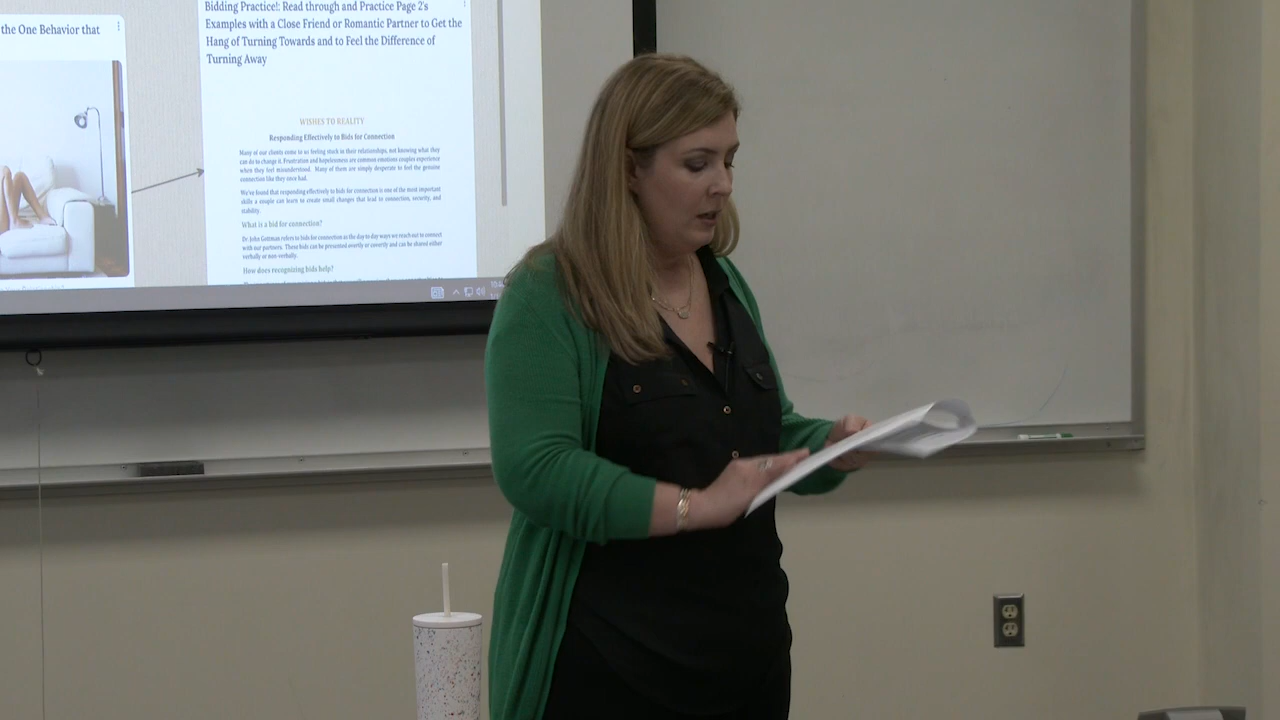 the One Behavior that
Bidding Practice!: Read through and Practice Page 2's
Examples with a Close Friend or Romantic Partner to Get the
Hang of Turning Towards and to Feel the Difference of
Turning Away
WISHES TO REALITY
Responding Effectively to Bids for Connection
Many of our clients come to us feeling stuck in their relationships, not knowing what they
can do to change it. Frustration and hopelessness are common emotions couples experience
when they feel misunderstood. Many of them are simply desperate to feel the genuine
connection like they once had.
We've found that responding effectively to bids for connection is one of the most important
skills a couple can learn to create small changes that lead to connection, security, and
stability.
What is a bid for connection?
Dr. John Gottman refers to bids for connection as the day to day ways we reach out to connect
with our partners. These bids can be presented overtly or covertly and can be shared either
verbally or non-verbally.
How does recognizing bids help?